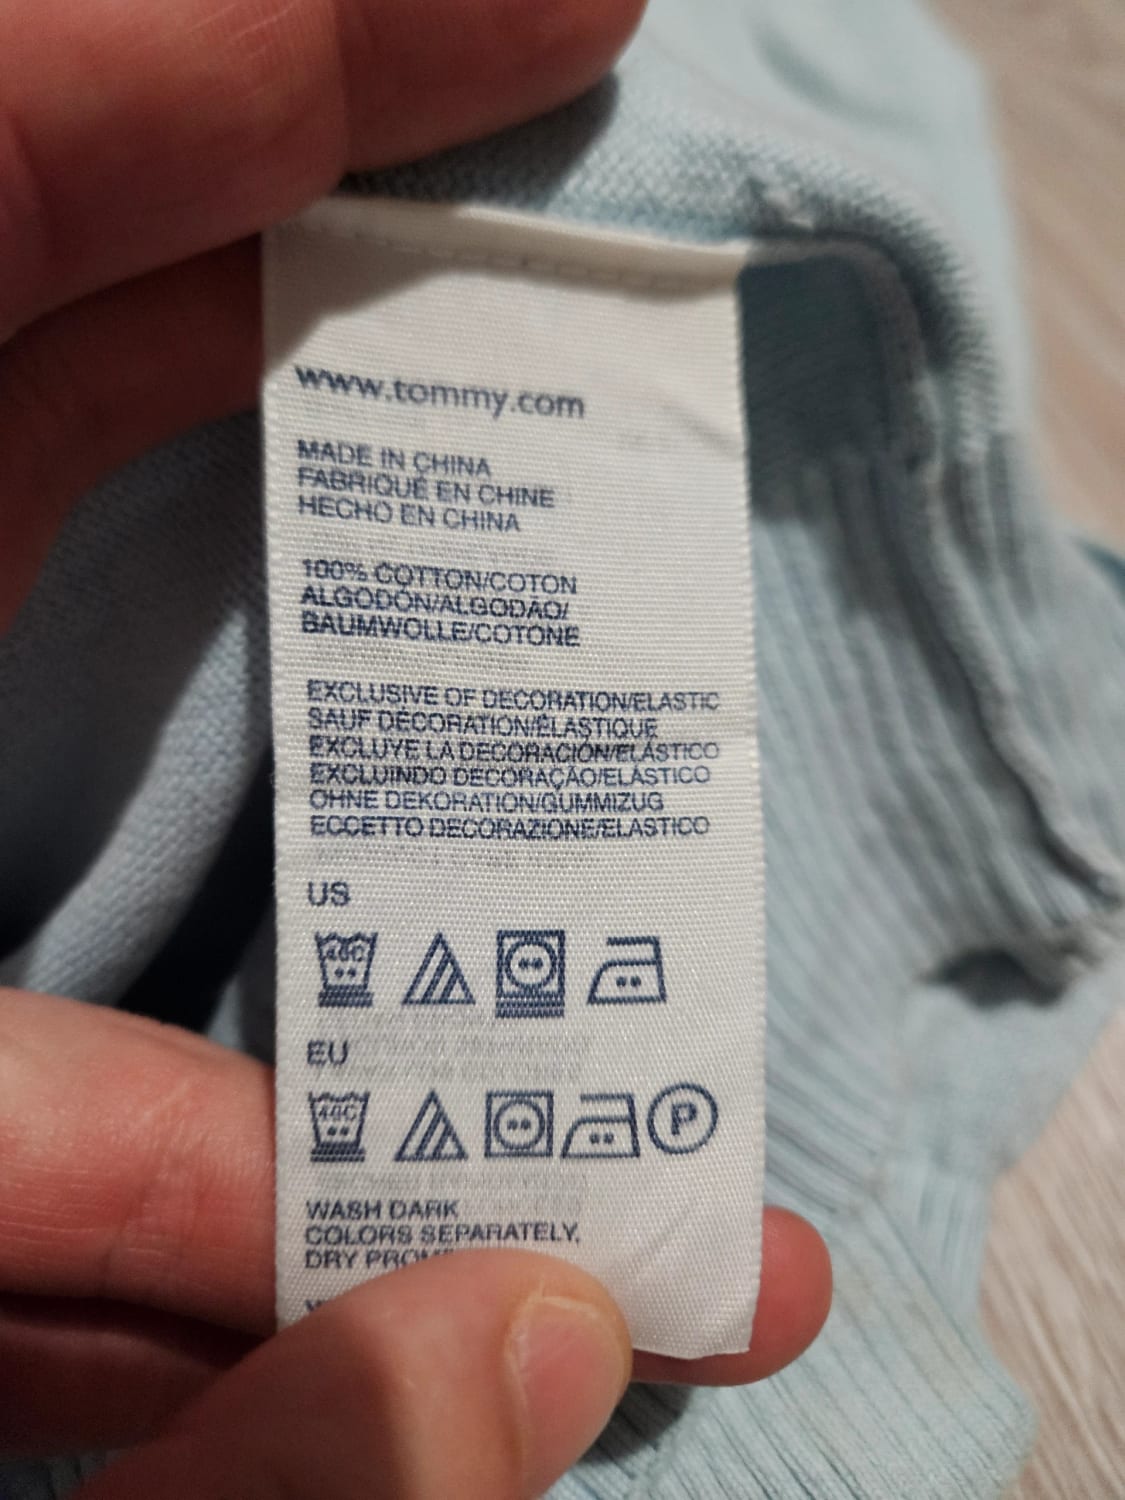 www.tommy.com
MADE IN CHINA
FABRIQUÉ EN CHINE
HECHO EN CHINA
100% COTTON/COTON
ALGODÓN/ALGODAO/
BAUMWOLLE/COTONE
EXCLUSIVE OF DECORATION/ELASTIC
SAUF DÉCORATION/ÉLASTIQUE
EXCLUYE LA DECORACIÓN/ELÁSTICO
EXCLUINDO DECORAÇÃO/ELÁSTICO
OHNE DEKORATION/GUMMIZUG
ECCETTO DECORAZIONE/ELASTICO
US
40C
EU
40C
P
WASH DARK
COLORS SEPARATELY,
DRY